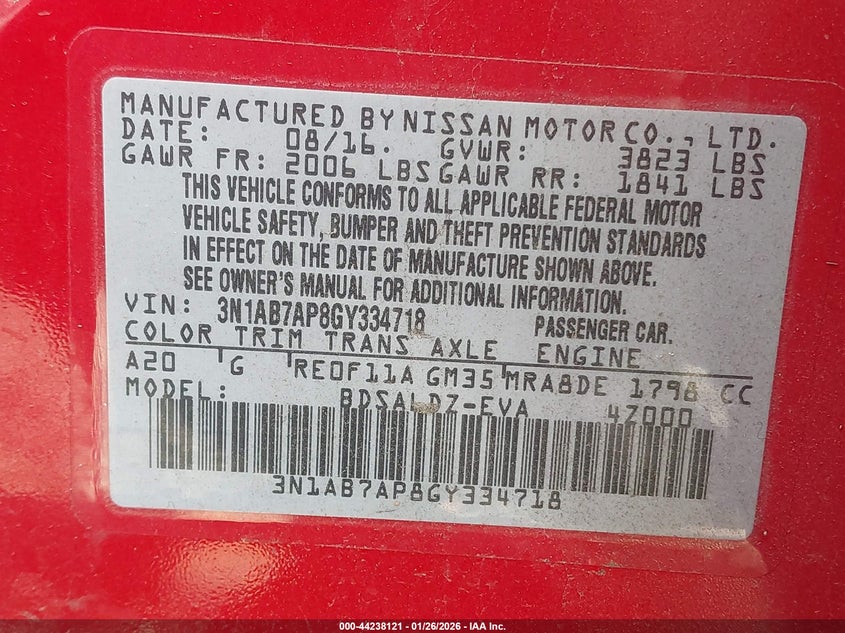 MANUFACTURED BY NISSAN MOTOR CO., LTD.
DATE: 08/16. GVWR: 3823 LBS
GAWR FR: 2006 LBS GAWR RR: 1841 LBS
THIS VEHICLE CONFORMS TO ALL APPLICABLE FEDERAL MOTOR
VEHICLE SAFETY, BUMPER AND THEFT PREVENTION STANDARDS
IN EFFECT ON THE DATE OF MANUFACTURE SHOWN ABOVE.
SEE OWNER'S MANUAL FOR ADDITIONAL INFORMATION.
VIN: 3N1AB7AP8GY334718 PASSENGER CAR.
COLOR TRIM TRANS AXLE ENGINE
A20 G RE0F11A GM35 MRA8DE 1798 CC
MODEL: BDSALDZ-EVA 4Z000
3N1AB7AP8GY334718
000-44238121 - 01/26/2026 - IAA Inc.